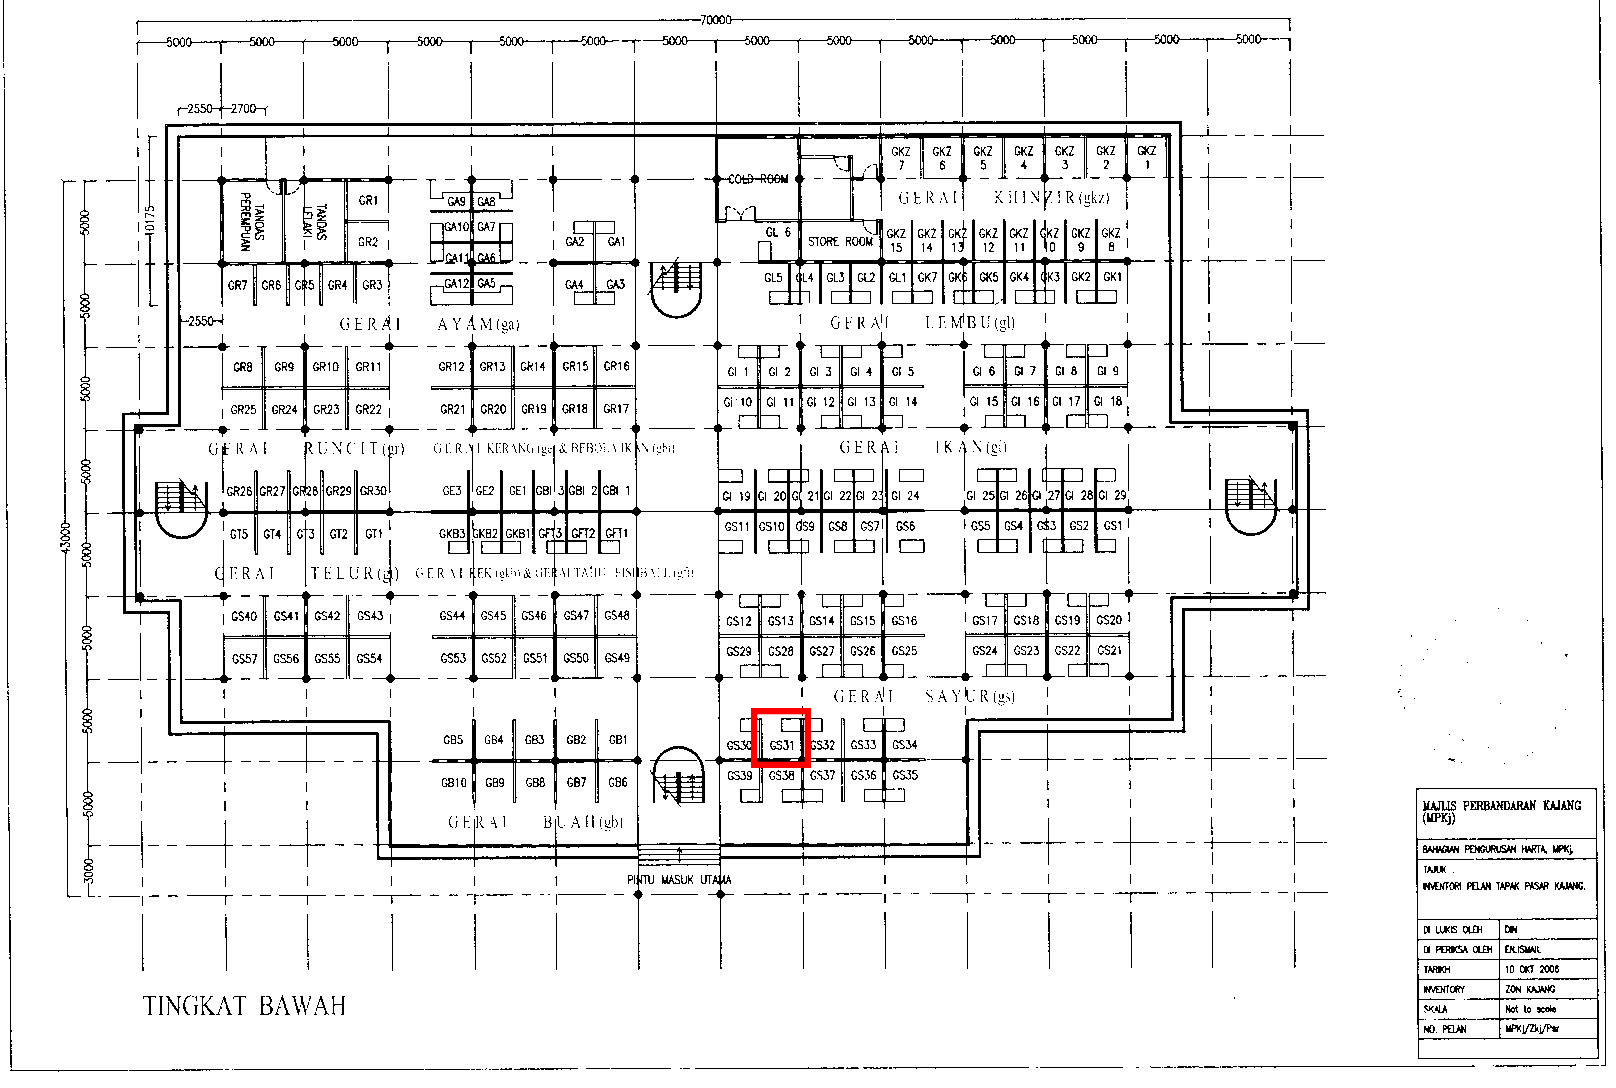 70000
5000 5000 5000 5000 5000 5000 5000 5000 5000 5000 5000 5000 5000 5000
2550 2700
GKZ 7 GKZ 6 GKZ 5 GKZ 4 GKZ 3 GKZ 2 GKZ 1
COLD ROOM
TANDAS PEREMPUAN
TANDAS LELAKI
GR1
GA9 GA8
GERAI KHINZIR(gkz)
5000
10175
GR2
GA10 GA7
GA2 GA1
GL 6
STORE ROOM
GKZ 15 GKZ 14 GKZ 13 GKZ 12 GKZ 11 GKZ 10 GKZ 9 GKZ 8
GA11 GA6
GR7 GR6 GR5 GR4 GR3
GA12 GA5
GA4 GA3
GL5 GL4 GL3 GL2 GL1 GK7 GK6 GK5 GK4 GK3 GK2 GK1
5000
2550
GERAI AYAM(ga)
GERAI LEMBU(gl)
GR8 GR9 GR10 GR11 GR12 GR13 GR14 GR15 GR16
GI 1 GI 2 GI 3 GI 4 GI 5 GI 6 GI 7 GI 8 GI 9
5000
GR25 GR24 GR23 GR22 GR21 GR20 GR19 GR18 GR17
GI 10 GI 11 GI 12 GI 13 GI 14 GI 15 GI 16 GI 17 GI 18
GERAI RUNCIT(gr)
GERAI KERANG(ge) & BEBOLA IKAN(gbi)
GERAI IKAN(gi)
5000
GR26 GR27 GR28 GR29 GR30 GE3 GE2 GE1 GBI 3 GBI 2 GBI 1
GI 19 GI 20 GI 21 GI 22 GI 23 GI 24 GI 25 GI 26 GI 27 GI 28 GI 29
43000
GT5 GT4 GT3 GT2 GT1 GKB3 GKB2 GKB1 GFT3 GFT2 GFT1
GS11 GS10 GS9 GS8 GS7 GS6 GS5 GS4 GS3 GS2 GS1
5000
GERAI TELUR(gt)
GS40 GS41 GS42 GS43 GS44 GS45 GS46 GS47 GS48
GS12 GS13 GS14 GS15 GS16 GS17 GS18 GS19 GS20
5000
GS57 GS56 GS55 GS54 GS53 GS52 GS51 GS50 GS49
GS29 GS28 GS27 GS26 GS25 GS24 GS23 GS22 GS21
GERAI SAYUR(gs)
5000
GB5 GB4 GB3 GB2 GB1
GS30 GS31 GS32 GS33 GS34
GB10 GB9 GB8 GB7 GB6
GS39 GS38 GS37 GS36 GS35
5000
GERAI BUAH(gb)
3000
PINTU MASUK UTAMA
TINGKAT BAWAH
MAJLIS PERBANDARAN KAJANG
(MPKj)
BAHAGIAN PENGURUSAN HARTA, MPKj.
TAJUK
INVENTORI PELAN TAPAK PASAR KAJANG.
DI LUKIS OLEH DIN
DI PERIKSA OLEH EN.ISMAIL
TARIKH 10 OKT 2006
INVENTORY ZON KAJANG
SKALA Not to scale
NO. PELAN MPKj/Zkj/Psr